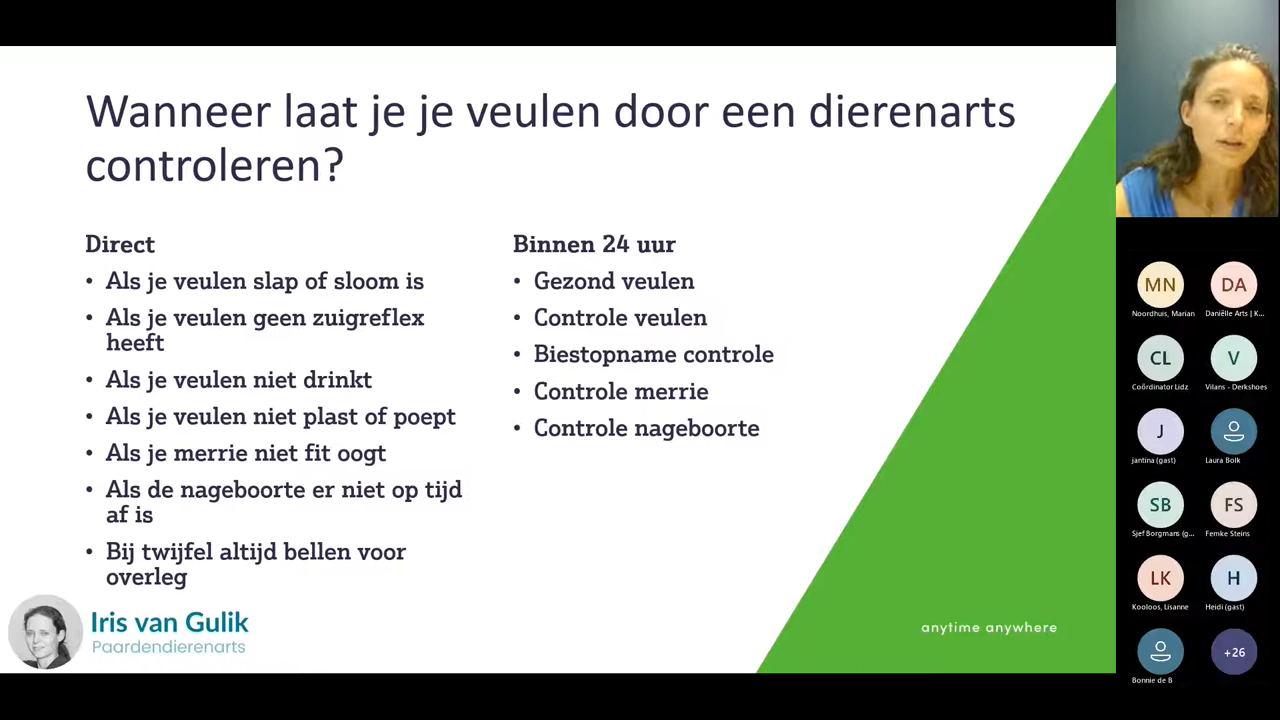 Wanneer laat je je veulen door een dierenarts
controleren?
Direct
• Als je veulen slap of sloom is
• Als je veulen geen zuigreflex
heeft
• Als je veulen niet drinkt
• Als je veulen niet plast of poept
• Als je merrie niet fit oogt
• Als de nageboorte er niet op tijd
af is
• Bij twijfel altijd bellen voor
overleg
Binnen 24 uur
• Gezond veulen
• Controle veulen
• Biestopname controle
• Controle merrie
• Controle nageboorte
Iris van Gulik
Paardendierenarts
anytime anywhere
MN
Noordhuis, Marian
DA
Daniëlle Arts | K...
CL
Coördinator Lidz
V
Vilans - Derkshoes
J
jantina (gast)
Laura Bolk
SB
Sjef Borgmans (g...
FS
Femke Steins
LK
Kooloos, Lisanne
H
Heidi (gast)
Bonnie de B
+26